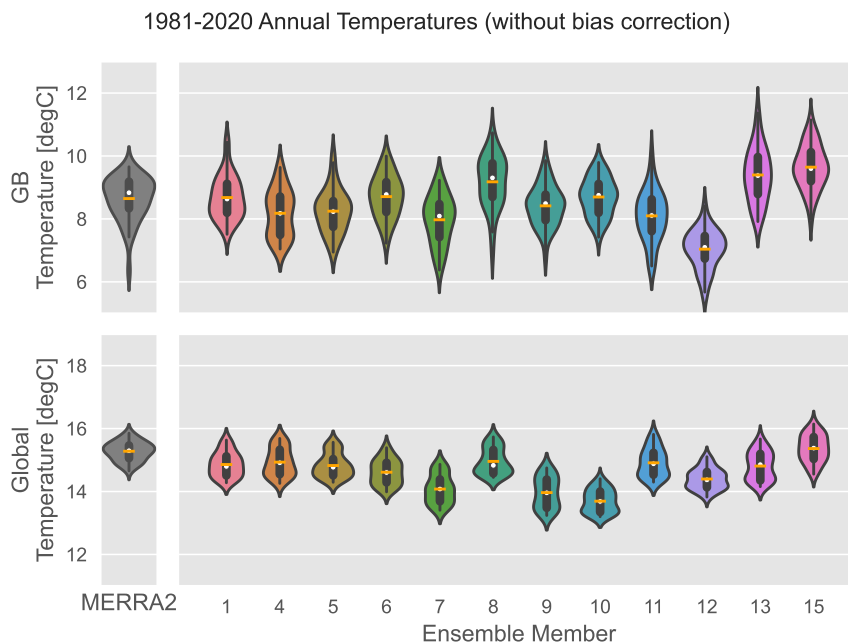 1981-2020 Annual Temperatures (without bias correction)
GB
Temperature [degC]
12
10
8
6
Global
Temperature [degC]
18
16
14
12
MERRA2
1 4 5 6 7 8 9 10 11 12 13 15
Ensemble Member